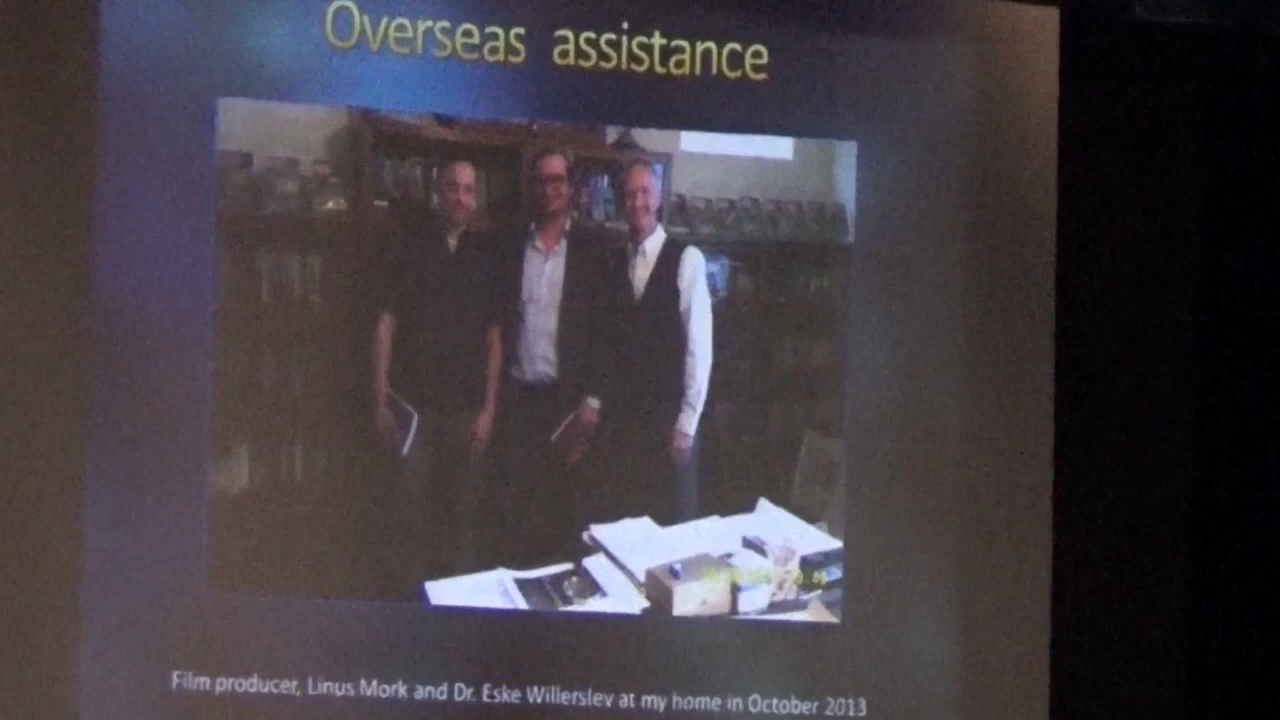 Overseas assistance
Film producer, Linus Mork and Dr. Eske Willerslev at my home in October 2013